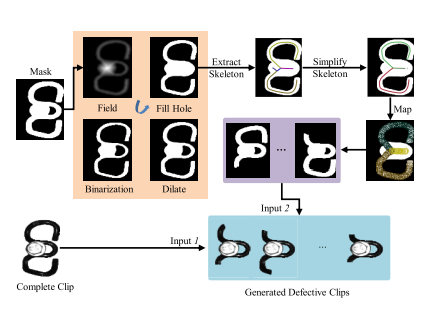 Mask
Field
Fill Hole
Binarization
Dilate
Extract
Skeleton
Simplify
Skeleton
Map
...
Input 2
Input 1
...
Complete Clip
Generated Defective Clips